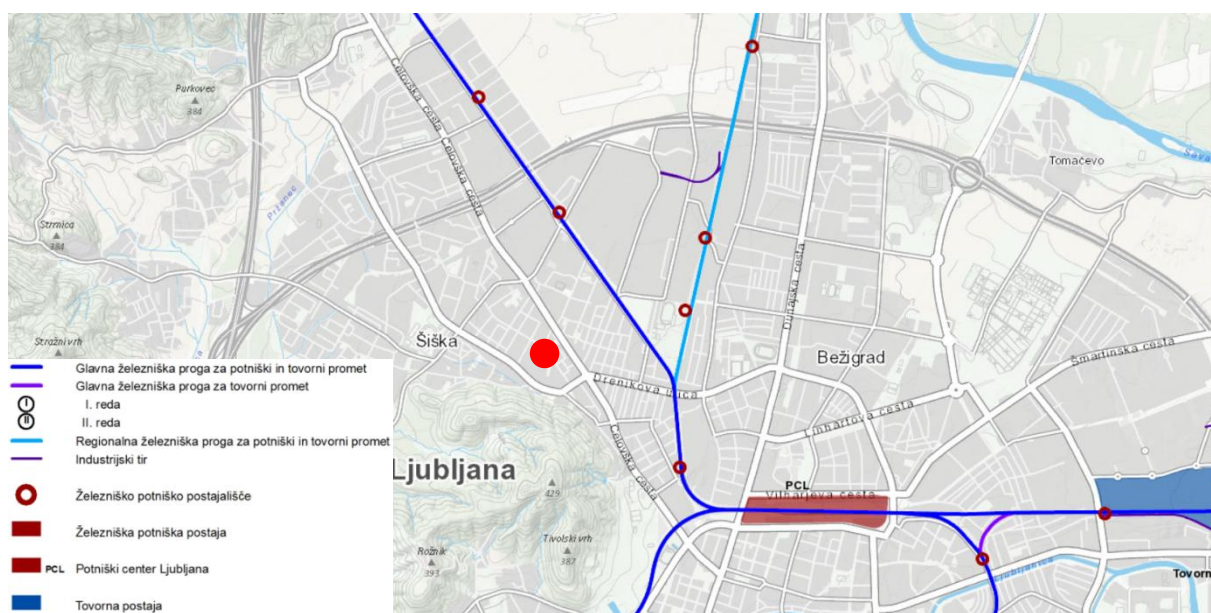 Purkovec
384
Celovška cesta
Celovška cesta
Tomačevo
Sava
Pržanec
Strmica
384
Dunajska cesta
Stražni vrh
Šiška
Bežigrad
Šmartinska cesta
Drenikova ulica
Linhartova cesta
Celovška cesta
Ljubljana
429
PCL
Vilharjeva cesta
Rožnik
393
Tivolski vrh
387
Ljubljanica
Tovorn
Glavna železniška proga za potniški in tovorni promet
Glavna železniška proga za tovorni promet
I I. reda
II II. reda
Regionalna železniška proga za potniški in tovorni promet
Industrijski tir
Železniško potniško postajališče
Železniška potniška postaja
PCL Potniški center Ljubljana
Tovorna postaja